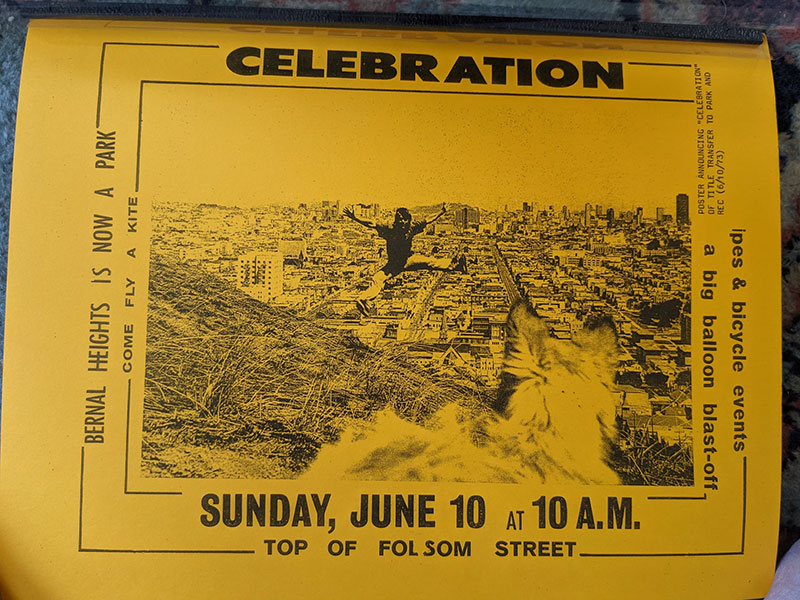 CELEBRATION
BERNAL HEIGHTS IS NOW A PARK
COME FLY A KITE
POSTER ANNOUNCING "CELEBRATION"
OF TITLE TRANSFER TO PARK AND
REC (6/10/73)
ipes & bicycle events
a big balloon blast-off
SUNDAY, JUNE 10 AT 10 A.M.
TOP OF FOLSOM STREET